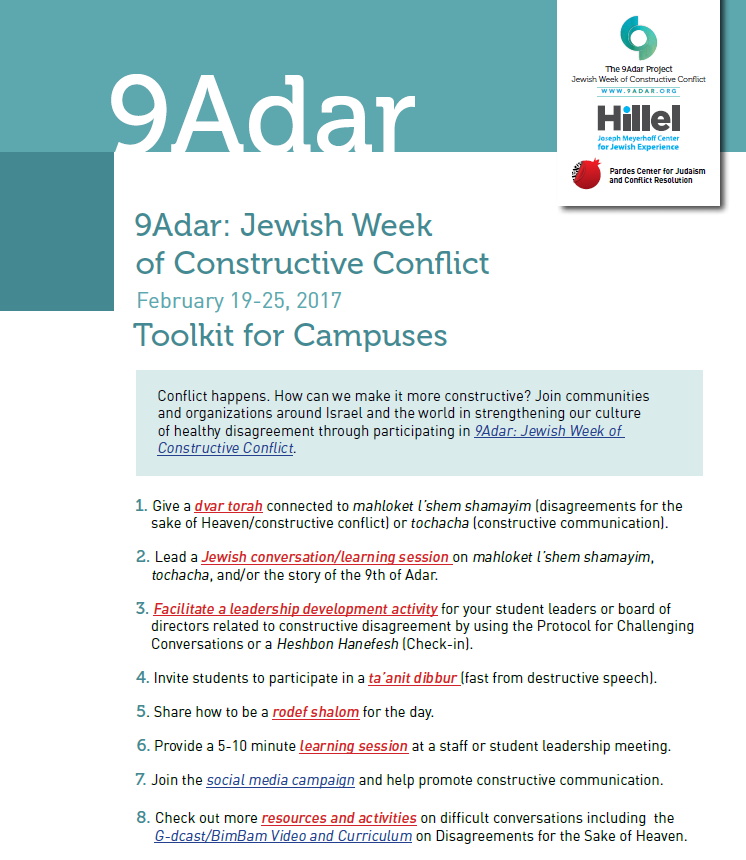 9Adar
The 9Adar Project
Jewish Week of Constructive Conflict
WWW.9ADAR.ORG
Hillel
Joseph Meyerhoff Center
for Jewish Experience
Pardes Center for Judaism
and Conflict Resolution
9Adar: Jewish Week
of Constructive Conflict
February 19-25, 2017
Toolkit for Campuses
Conflict happens. How can we make it more constructive? Join communities
and organizations around Israel and the world in strengthening our culture
of healthy disagreement through participating in 9Adar: Jewish Week of
Constructive Conflict.
1. Give a dvar torah connected to mahloket l'shem shamayim (disagreements for the
sake of Heaven/constructive conflict) or tochacha (constructive communication).
2. Lead a Jewish conversation/learning session on mahloket l'shem shamayim,
tochacha, and/or the story of the 9th of Adar.
3. Facilitate a leadership development activity for your student leaders or board of
directors related to constructive disagreement by using the Protocol for Challenging
Conversations or a Heshbon Hanefesh (Check-in).
4. Invite students to participate in a ta'anit dibbur (fast from destructive speech).
5. Share how to be a rodef shalom for the day.
6. Provide a 5-10 minute learning session at a staff or student leadership meeting.
7. Join the social media campaign and help promote constructive communication.
8. Check out more resources and activities on difficult conversations including the
G-dcast/BimBam Video and Curriculum on Disagreements for the Sake of Heaven.